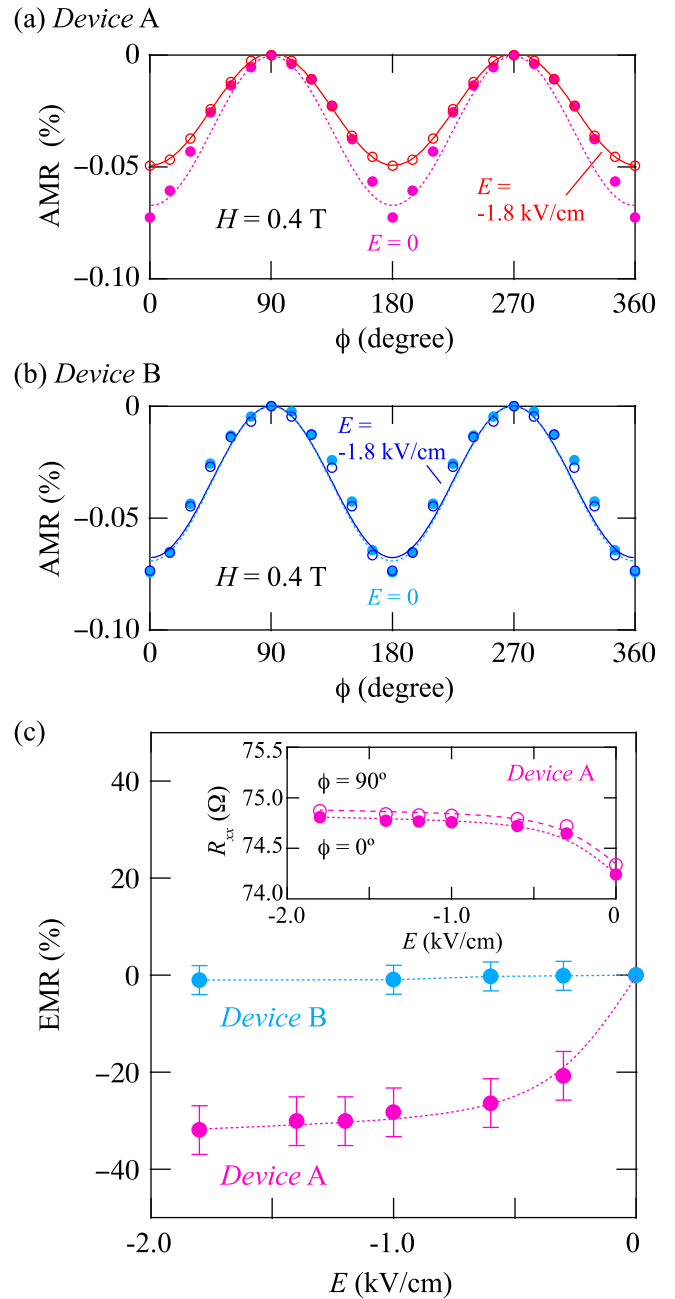 (a) Device A
0
−0.05
−0.10
AMR (%)
H = 0.4 T
E = 0
E =
-1.8 kV/cm
0
90
180
270
360
ϕ (degree)
(b) Device B
0
−0.05
−0.10
AMR (%)
E =
-1.8 kV/cm
H = 0.4 T
E = 0
0
90
180
270
360
ϕ (degree)
(c)
40
20
0
−20
−40
EMR (%)
75.5
75.0
74.5
74.0
Rxx (Ω)
ϕ = 90º
Device A
ϕ = 0º
-2.0
-1.0
0
E (kV/cm)
Device B
Device A
-2.0
-1.0
0
E (kV/cm)